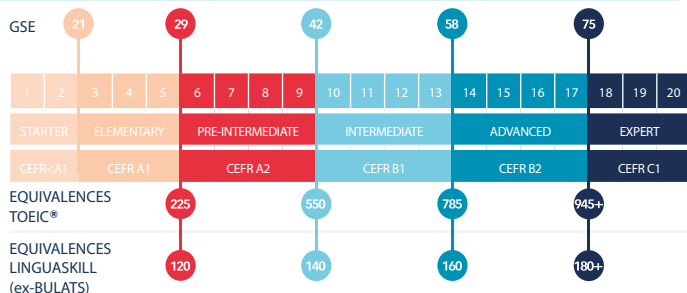 GSE 21 29 42 58 75
1 2 3 4 5 6 7 8 9 10 11 12 13 14 15 16 17 18 19 20
STARTER ELEMENTARY PRE-INTERMEDIATE INTERMEDIATE ADVANCED EXPERT
CEFR<A1 CEFR A1 CEFR A2 CEFR B1 CEFR B2 CEFR C1
EQUIVALENCES
TOEIC® 225 550 785 945+
EQUIVALENCES
LINGUASKILL 120 140 160 180+
(ex-BULATS)